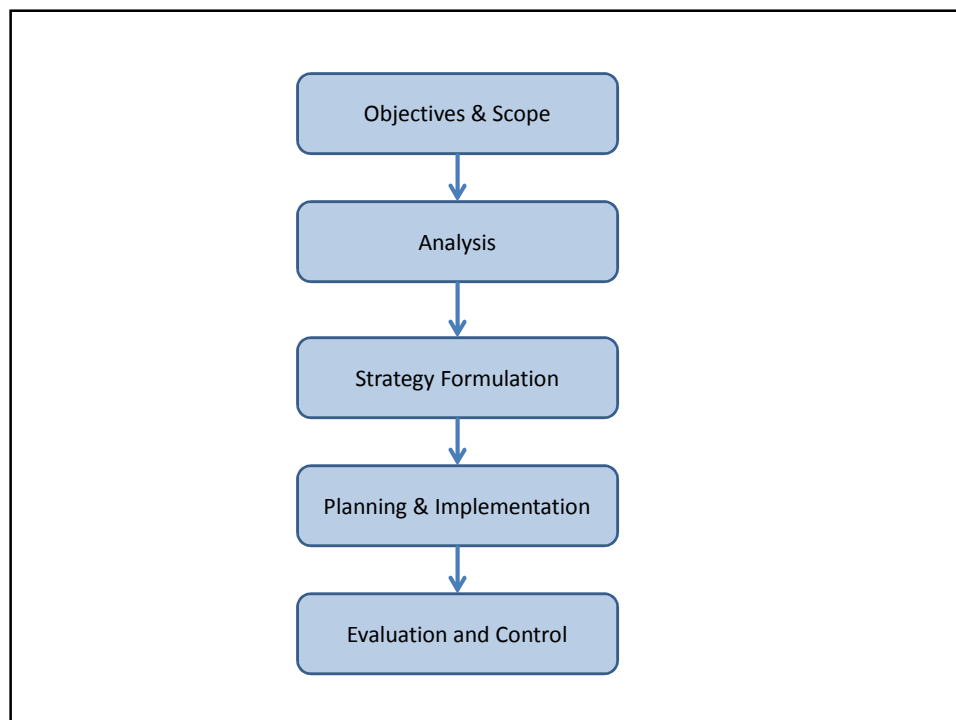 Objectives & Scope
Analysis
Strategy Formulation
Planning & Implementation
Evaluation and Control